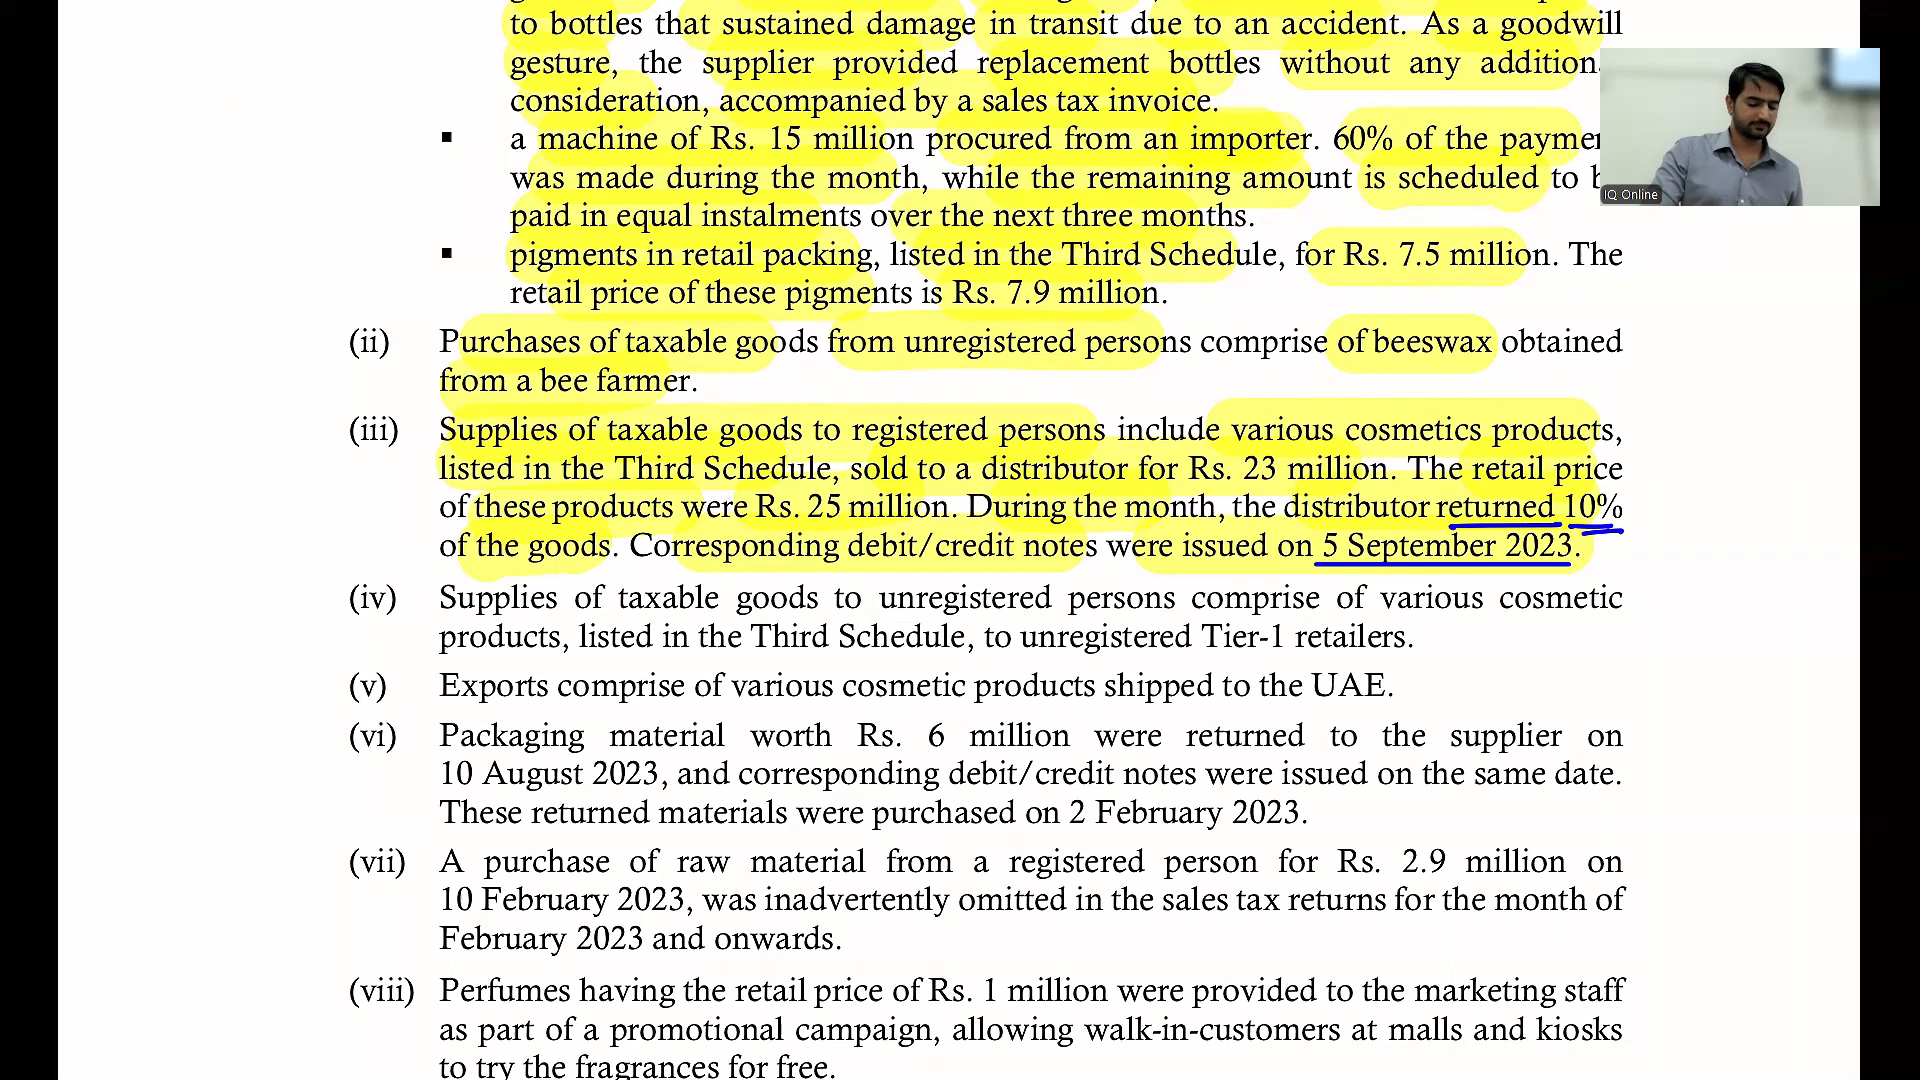 to bottles that sustained damage in transit due to an accident. As a goodwill
gesture, the supplier provided replacement bottles without any
consideration, accompanied by a sales tax invoice.
▪ a machine of Rs. 15 million procured from an importer. 60% of the
was made during the month, while the remaining amount is scheduled to
paid in equal instalments over the next three months.
▪ pigments in retail packing, listed in the Third Schedule, for Rs. 7.5 million. The
retail price of these pigments is Rs. 7.9 million.
(ii) Purchases of taxable goods from unregistered persons comprise of beeswax obtained
from a bee farmer.
(iii) Supplies of taxable goods to registered persons include various cosmetics products,
listed in the Third Schedule, sold to a distributor for Rs. 23 million. The retail price
of these products were Rs. 25 million. During the month, the distributor returned 10%
of the goods. Corresponding debit/credit notes were issued on 5 September 2023.
(iv) Supplies of taxable goods to unregistered persons comprise of various cosmetic
products, listed in the Third Schedule, to unregistered Tier-1 retailers.
(v) Exports comprise of various cosmetic products shipped to the UAE.
(vi) Packaging material worth Rs. 6 million were returned to the supplier on
10 August 2023, and corresponding debit/credit notes were issued on the same date.
These returned materials were purchased on 2 February 2023.
(vii) A purchase of raw material from a registered person for Rs. 2.9 million on
10 February 2023, was inadvertently omitted in the sales tax returns for the month of
February 2023 and onwards.
(viii) Perfumes having the retail price of Rs. 1 million were provided to the marketing staff
as part of a promotional campaign, allowing walk-in-customers at malls and kiosks
to try the fragrances for free.
IQ Online